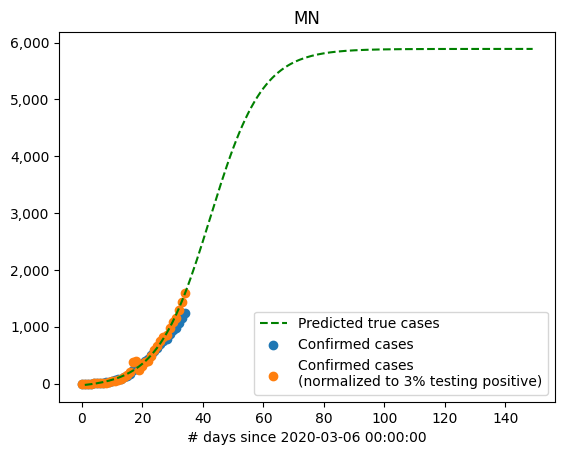 MN
6,000
5,000
4,000
3,000
2,000
1,000
0
Predicted true cases
Confirmed cases
Confirmed cases
(normalized to 3% testing positive)
0 20 40 60 80 100 120 140
# days since 2020-03-06 00:00:00